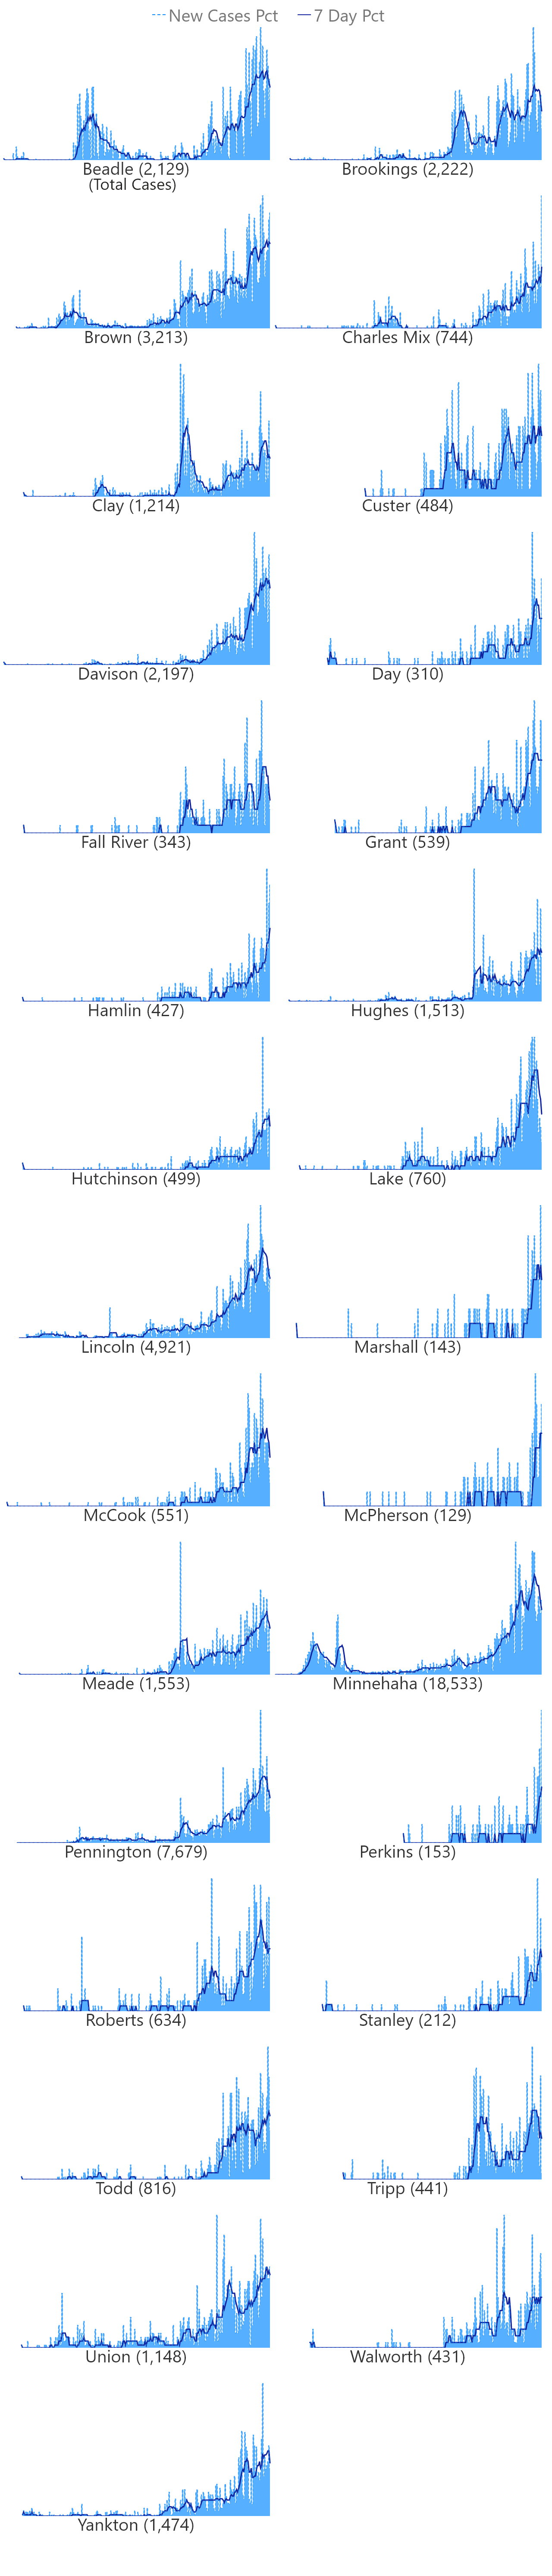 New Cases Pct 7 Day Pct
Beadle (2,129)
(Total Cases)
Brookings (2,222)
Brown (3,213)
Charles Mix (744)
Clay (1,214)
Custer (484)
Davison (2,197)
Day (310)
Fall River (343)
Grant (539)
Hamlin (427)
Hughes (1,513)
Hutchinson (499)
Lake (760)
Lincoln (4,921)
Marshall (143)
McCook (551)
McPherson (129)
Meade (1,553)
Minnehaha (18,533)
Pennington (7,679)
Perkins (153)
Roberts (634)
Stanley (212)
Todd (816)
Tripp (441)
Union (1,148)
Walworth (431)
Yankton (1,474)